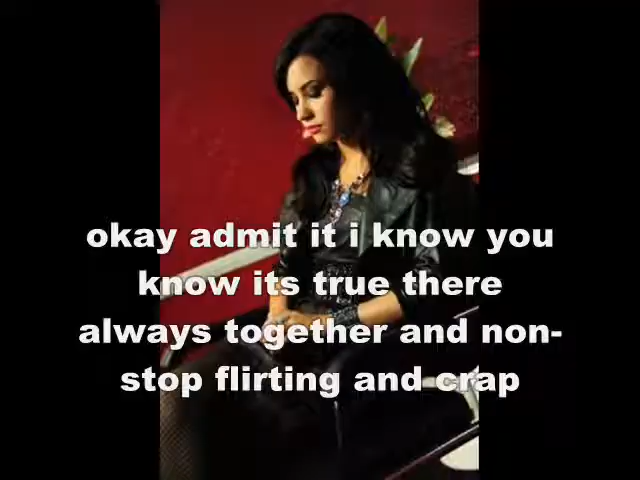 okay admit it i know you
know its true there
always together and non-
stop flirting and crap